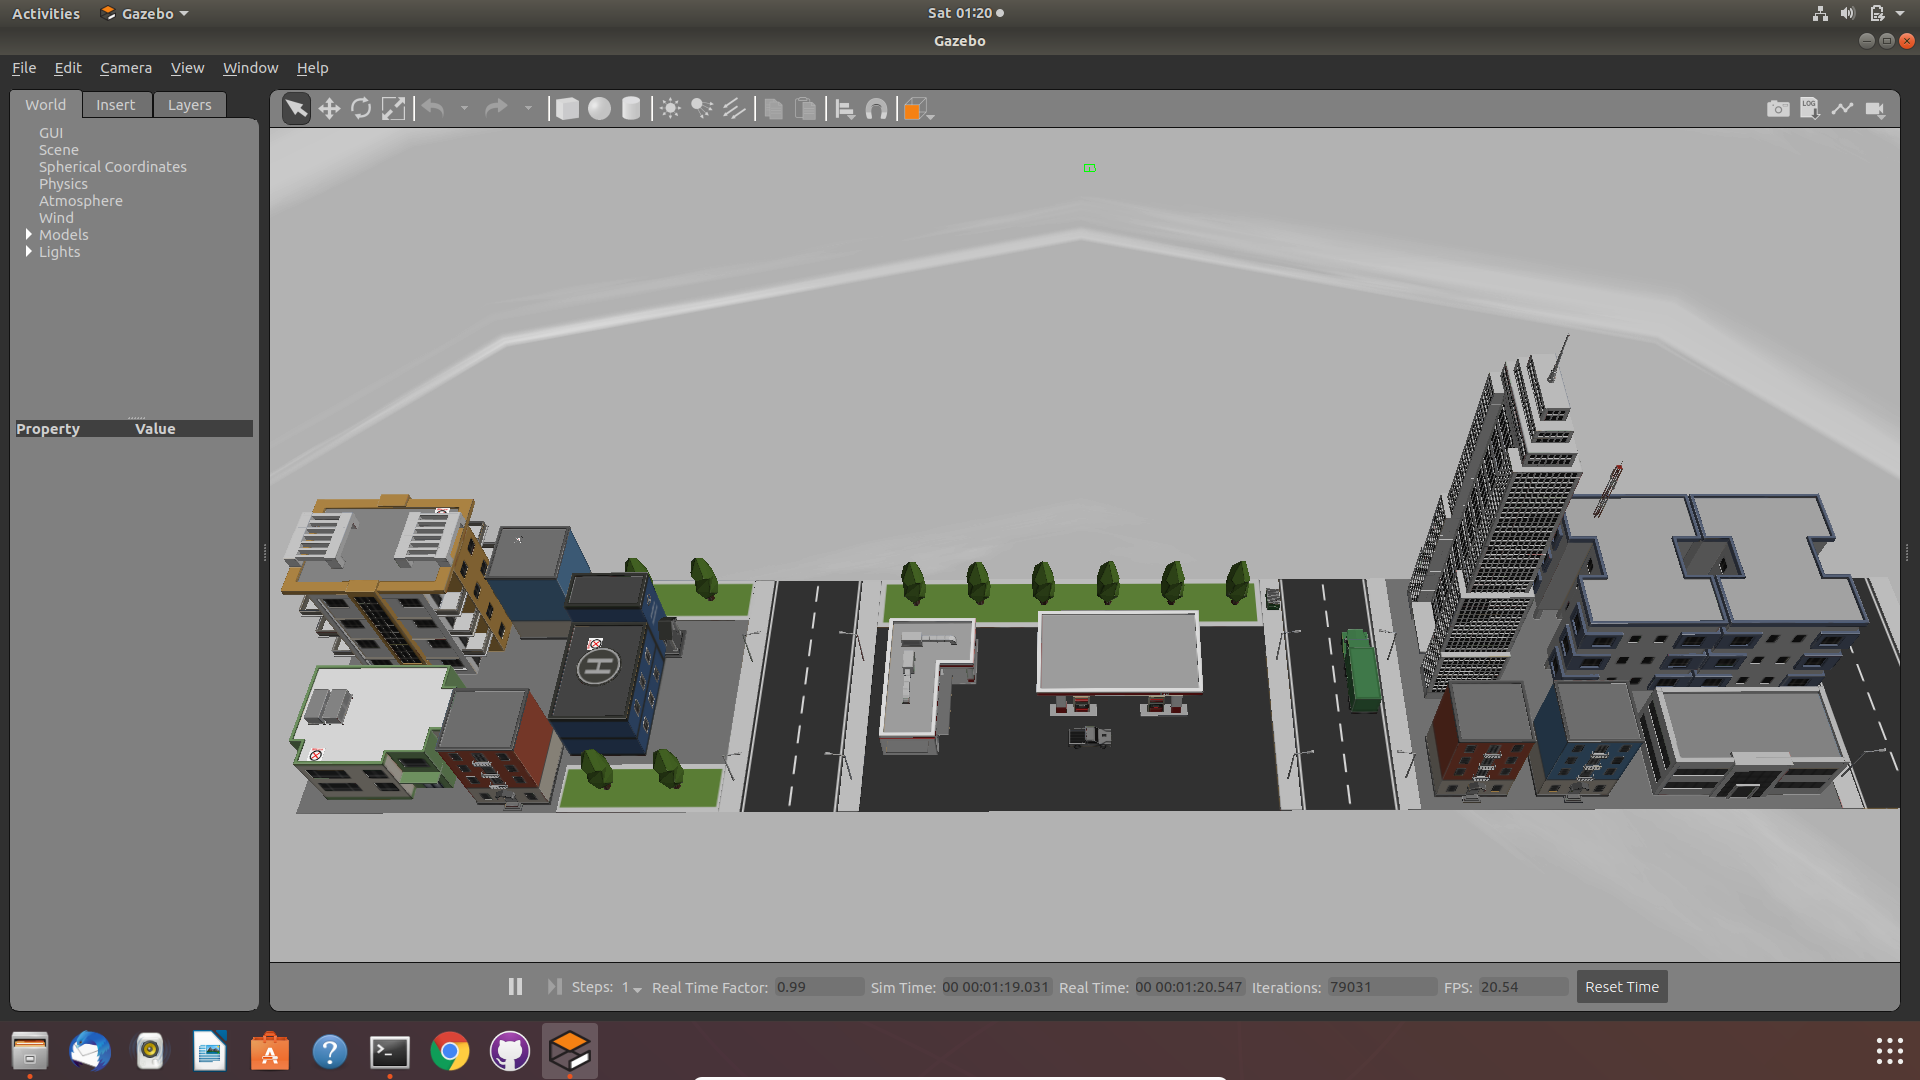 Activities Gazebo Sat 01:20
Gazebo
File Edit Camera View Window Help
World Insert Layers
LOG
GUI
Scene
Spherical Coordinates
Physics
Atmosphere
Wind
Models
Lights
Property Value
H
Steps: 1 Real Time Factor: 0.99 Sim Time: 00 00:01:19.031 Real Time: 00 00:01:20.547 Iterations: 79031 FPS: 20.54 Reset Time